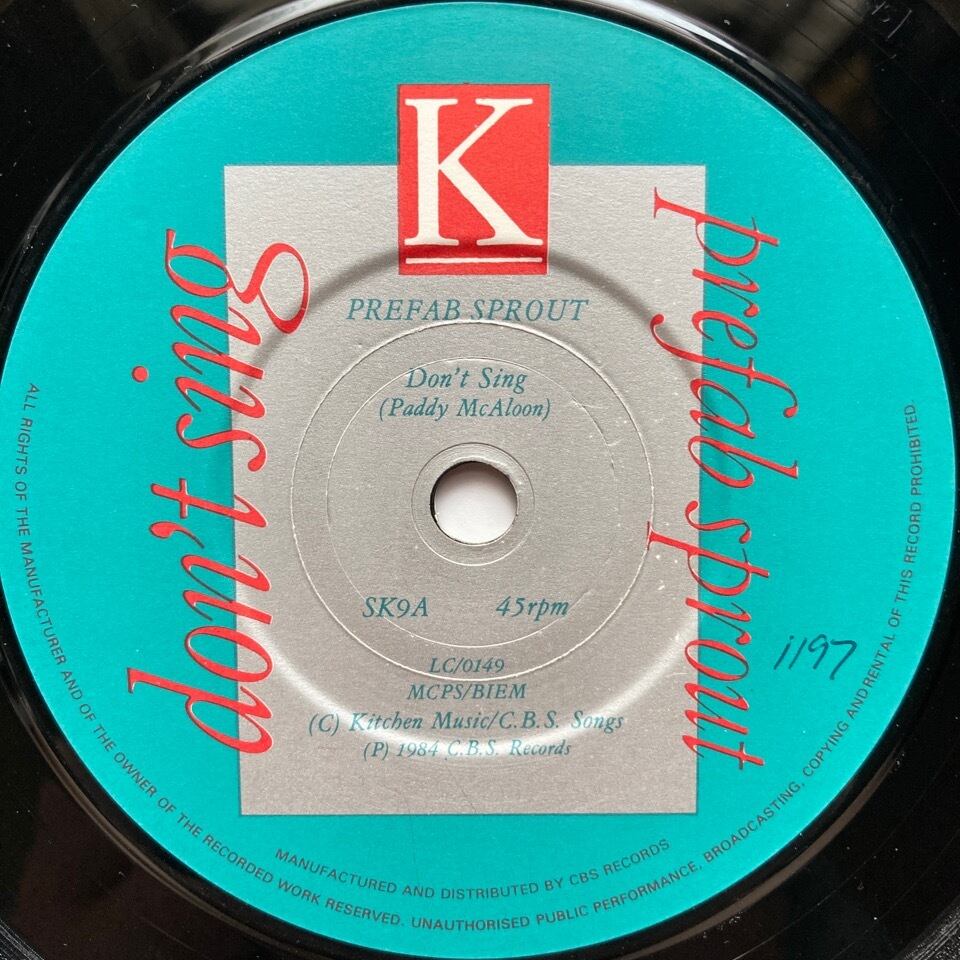 K
PREFAB SPROUT
Don't Sing
(Paddy McAloon)
SK9A 45rpm
LC/0149
MCPS/BIEM
(C) Kitchen Music/C.B.S. Songs
(P) 1984 C.B.S. Records
don't sing
prefab sprout
1197
MANUFACTURED AND DISTRIBUTED BY CBS RECORDS
ALL RIGHTS OF THE MANUFACTURER AND OF THE OWNER OF THE RECORDED WORK RESERVED. UNAUTHORISED PUBLIC PERFORMANCE, BROADCASTING, COPYING AND RENTAL OF THIS RECORD PROHIBITED.